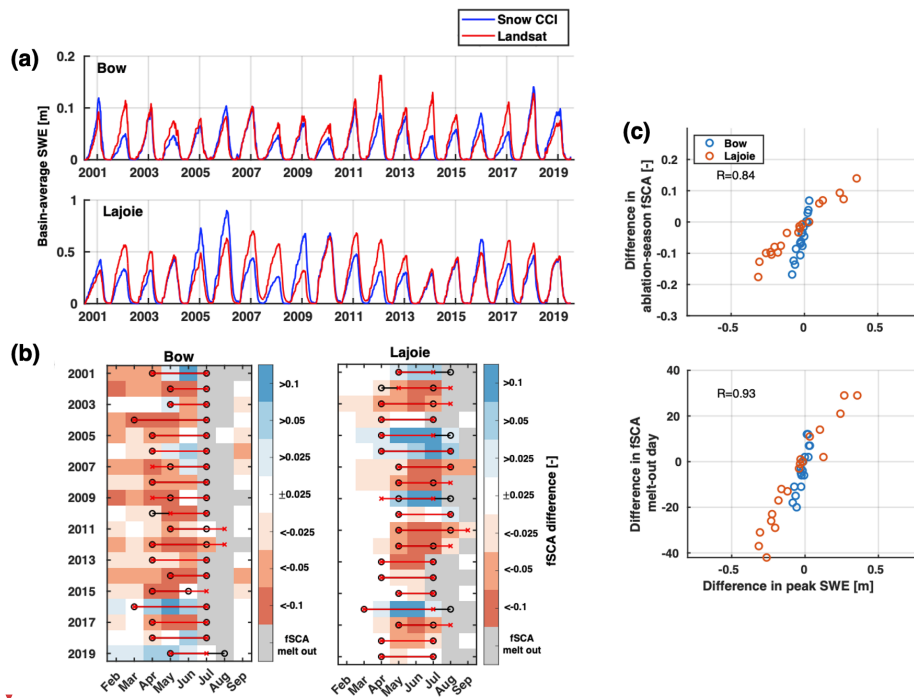 Snow CCI
Landsat
(a)
Bow
Basin-average SWE [m]
0.2
0.1
0
2001 2003 2005 2007 2009 2011 2013 2015 2017 2019
Lajoie
1
0.5
0
2001 2003 2005 2007 2009 2011 2013 2015 2017 2019
(b)
Bow
2001
2003
2005
2007
2009
2011
2013
2015
2017
2019
Feb Mar Apr May Jun Jul Aug Sep
>0.1
>.05
>.025
±0.025
<-0.025
<-0.05
<-0.1
fSCA
melt out
Lajoie
Feb Mar Apr May Jun Jul Aug Sep
>0.1
>.05
>.025
±0.025
<-0.025
<-0.05
<-0.1
fSCA
melt out
fSCA difference [-]
(c)
Bow
Lajoie
R=0.84
Difference in
ablation-season fSCA [-]
0.2
0.1
0
-0.1
-0.2
-0.3
-0.5 0 0.5
R=0.93
Difference in fSCA
melt-out day
40
20
0
-20
-40
-0.5 0 0.5
Difference in peak SWE [m]